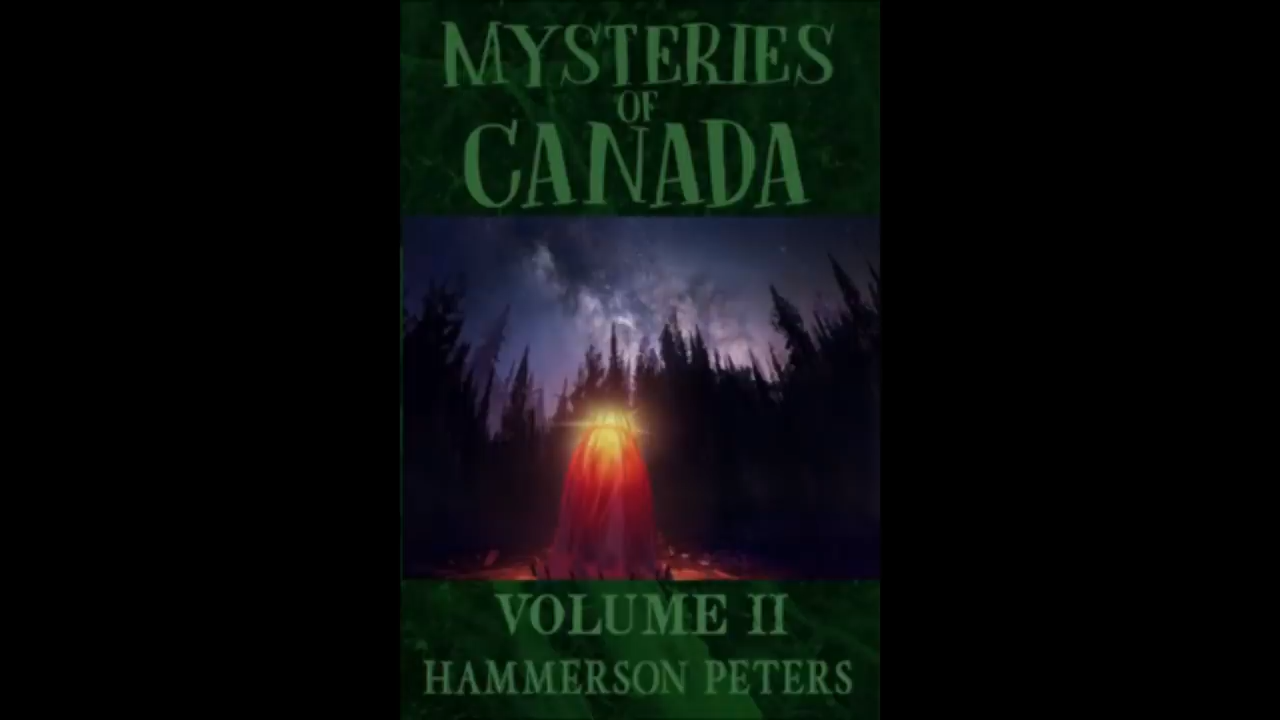 MYSTERIES
OF
CANADA
VOLUME II
HAMMERSON PETERS